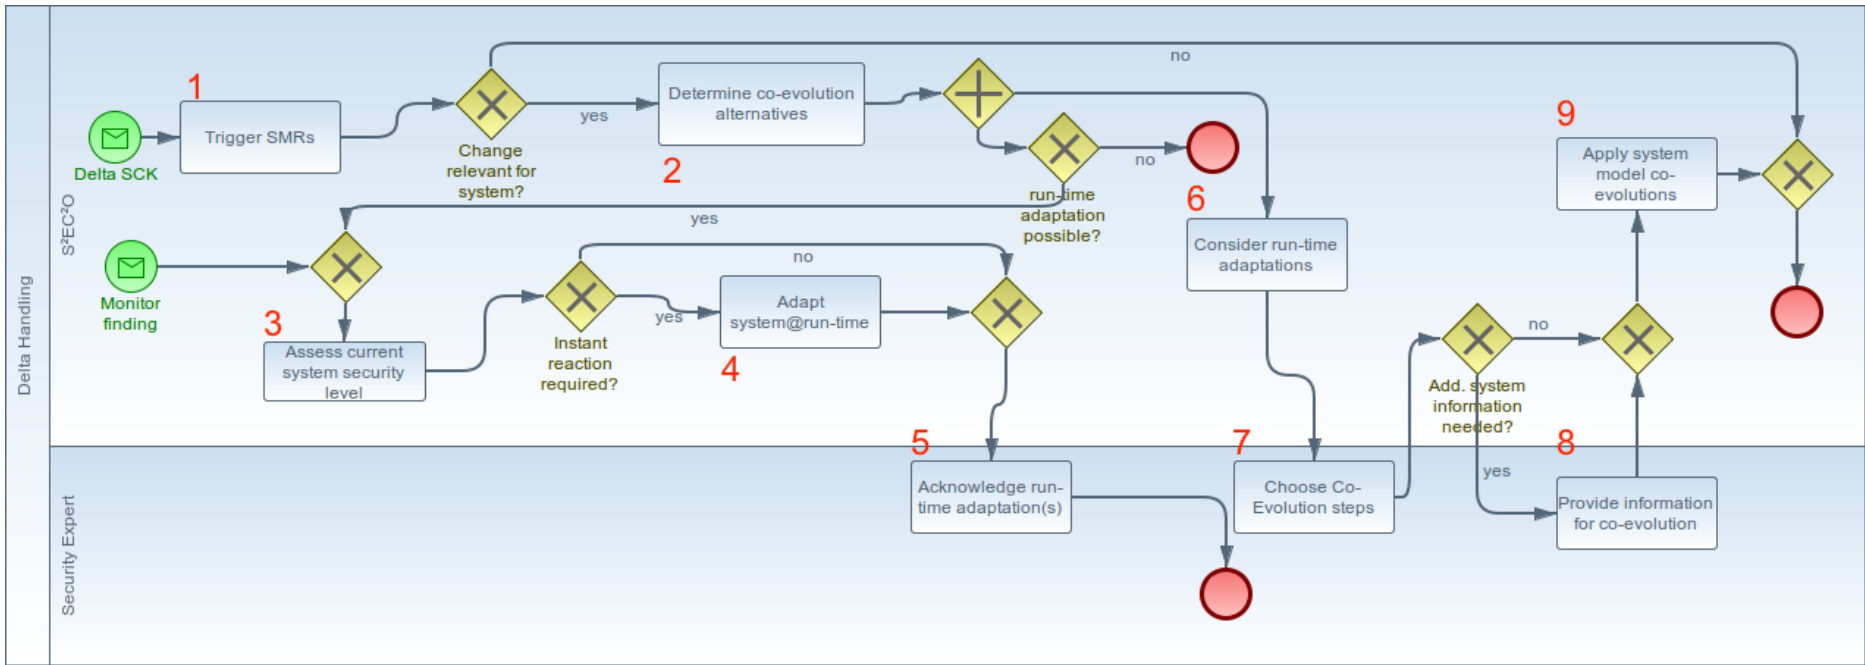 Delta Handling
S²EC²O
Security Expert
Delta SCK
1
Trigger SMRs
Change
relevant for
system?
yes
no
Determine co-evolution
alternatives
2
run-time
adaptation
possible?
no
yes
Monitor
finding
3
Assess current
system security
level
Instant
reaction
required?
no
yes
Adapt
system@run-time
4
5
Acknowledge run-
time adaptation(s)
6
Consider run-time
adaptations
7
Choose Co-
Evolution steps
Add. system
information
needed?
no
yes
8
Provide information
for co-evolution
9
Apply system
model co-
evolutions